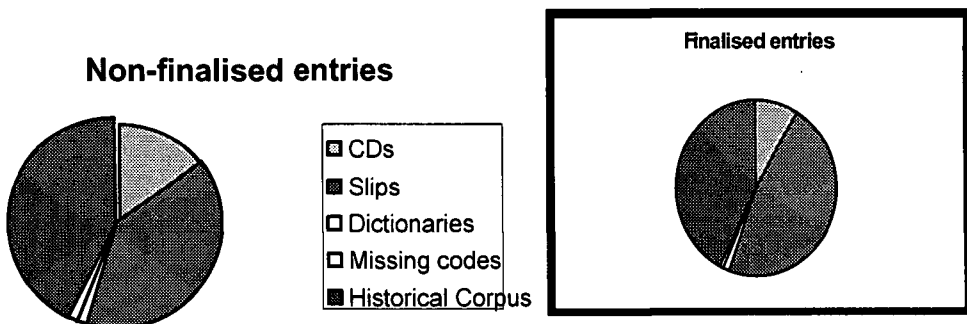 Non-finalised entries
CDs
Slips
Dictionaries
Missing codes
Historical Corpus
Finalised entries